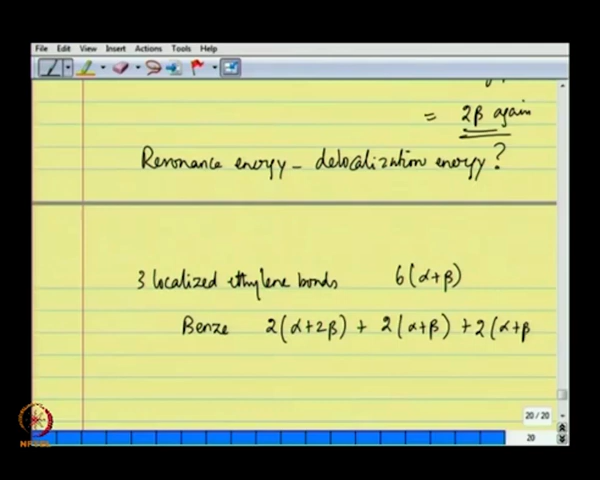 File Edit View Insert Actions Tools Help
= 2β again
Resonance energy – delocalization energy?
3 localized ethylene bonds 6(α+β)
Benze 2(α+2β) + 2(α+β) + 2(α+β
20/20
20
NPTEL